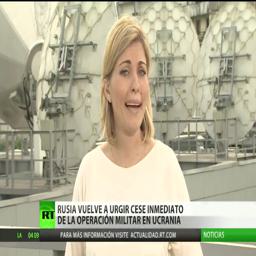 RUSIA VUELVE A URGIR CESE INMEDIATO
DE LA OPERACIÓN MILITAR EN UCRANIA
RT
LA 04:09
PARA MÁS INFORMACIÓN VISITE ACTUALIDAD.RT.COM
NOTICIAS